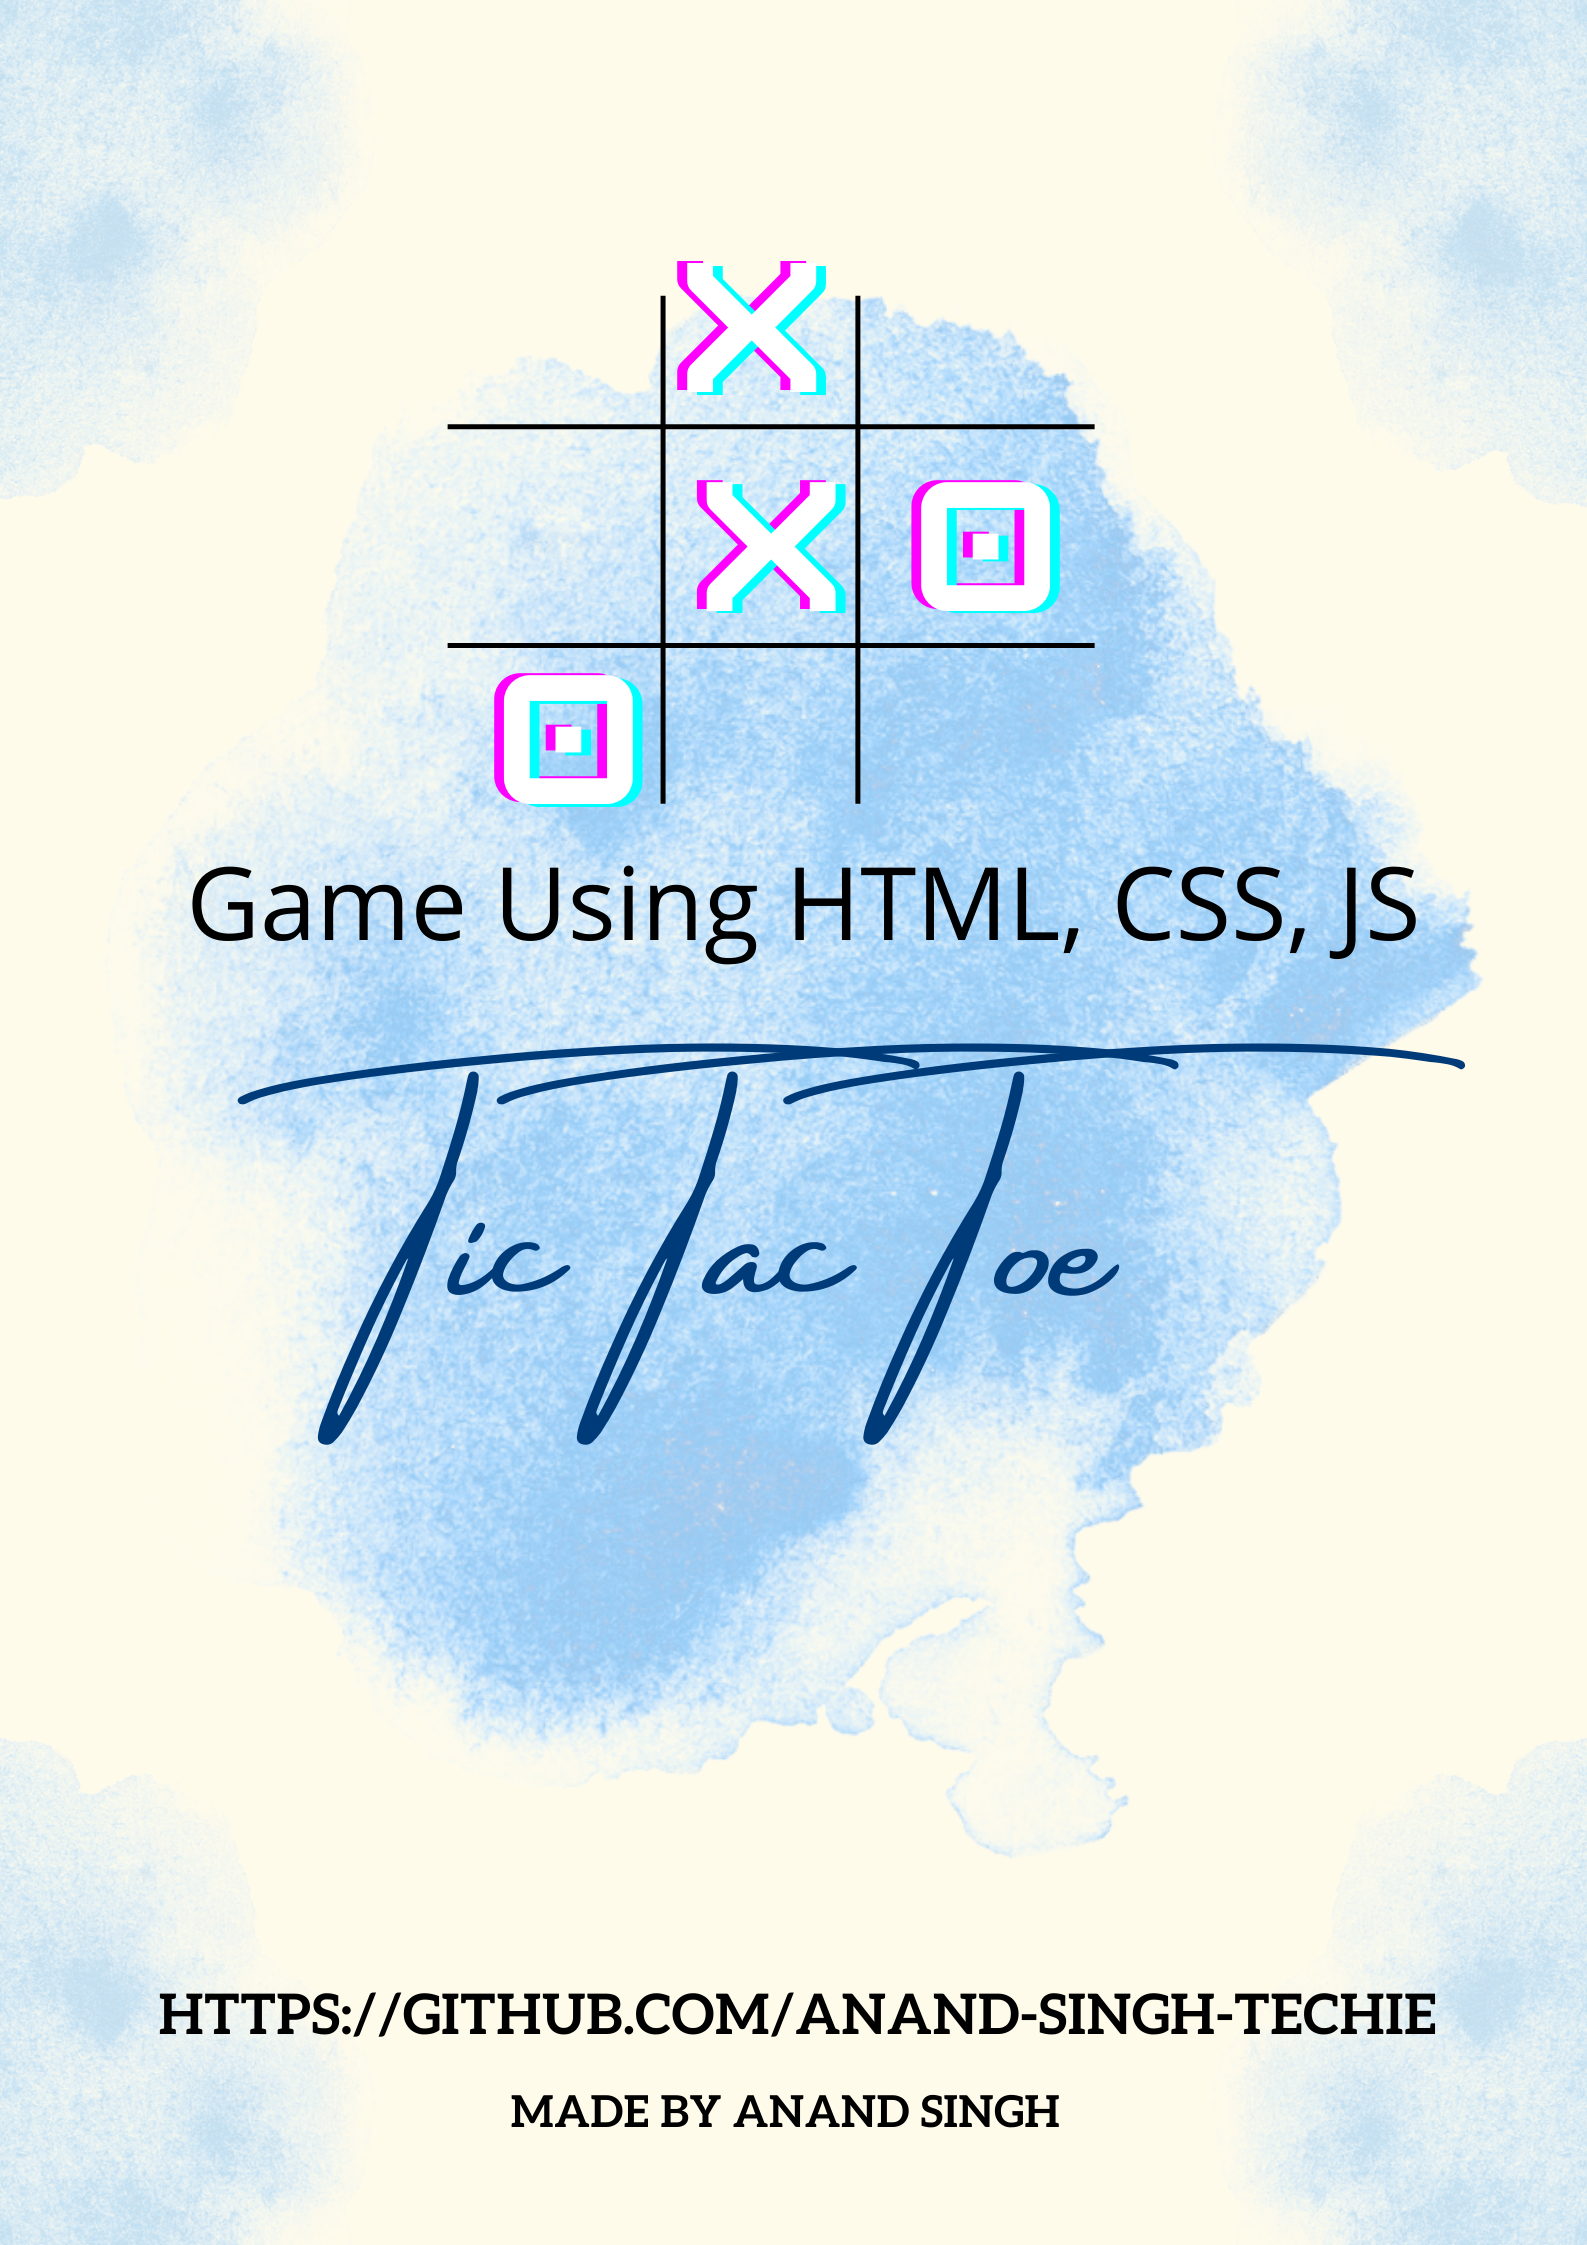 X
X O
O
Game Using HTML, CSS, JS
Tic Tac Toe
HTTPS://GITHUB.COM/ANAND-SINGH-TECHIE
MADE BY ANAND SINGH